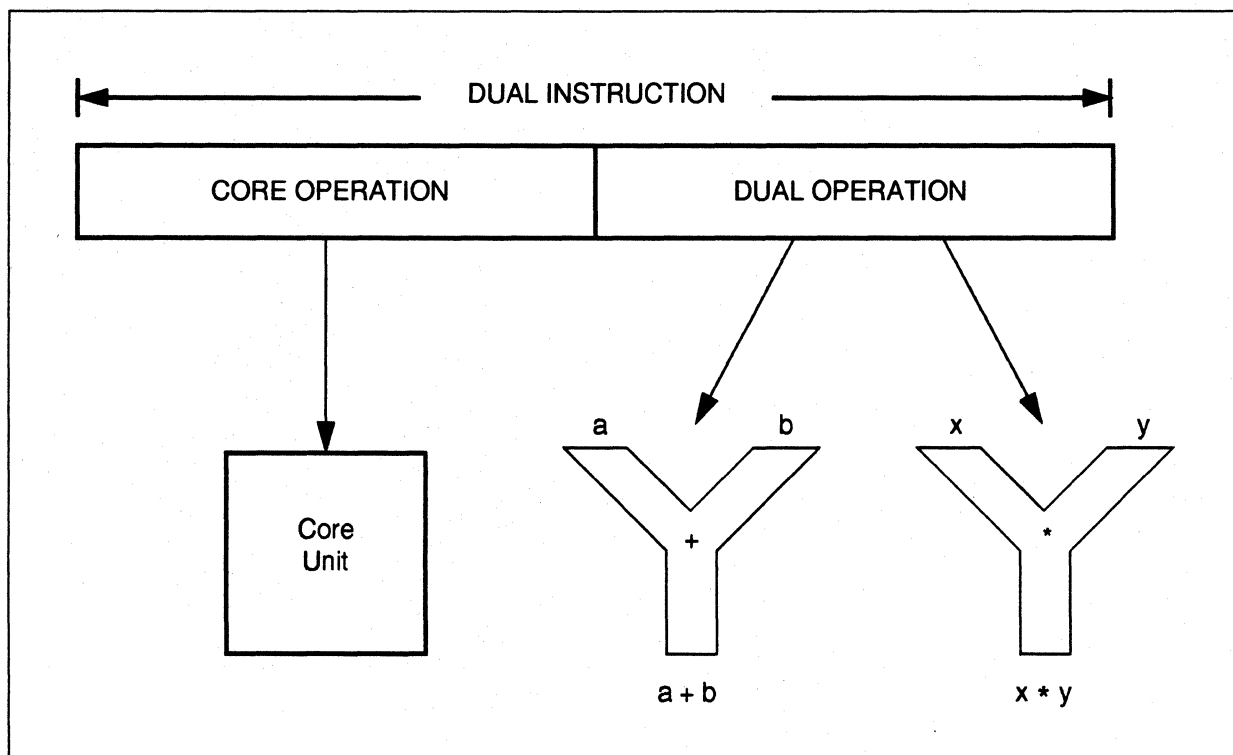 DUAL INSTRUCTION
CORE OPERATION
DUAL OPERATION
a
b
x
y
Core
Unit
+
*
a + b
x * y